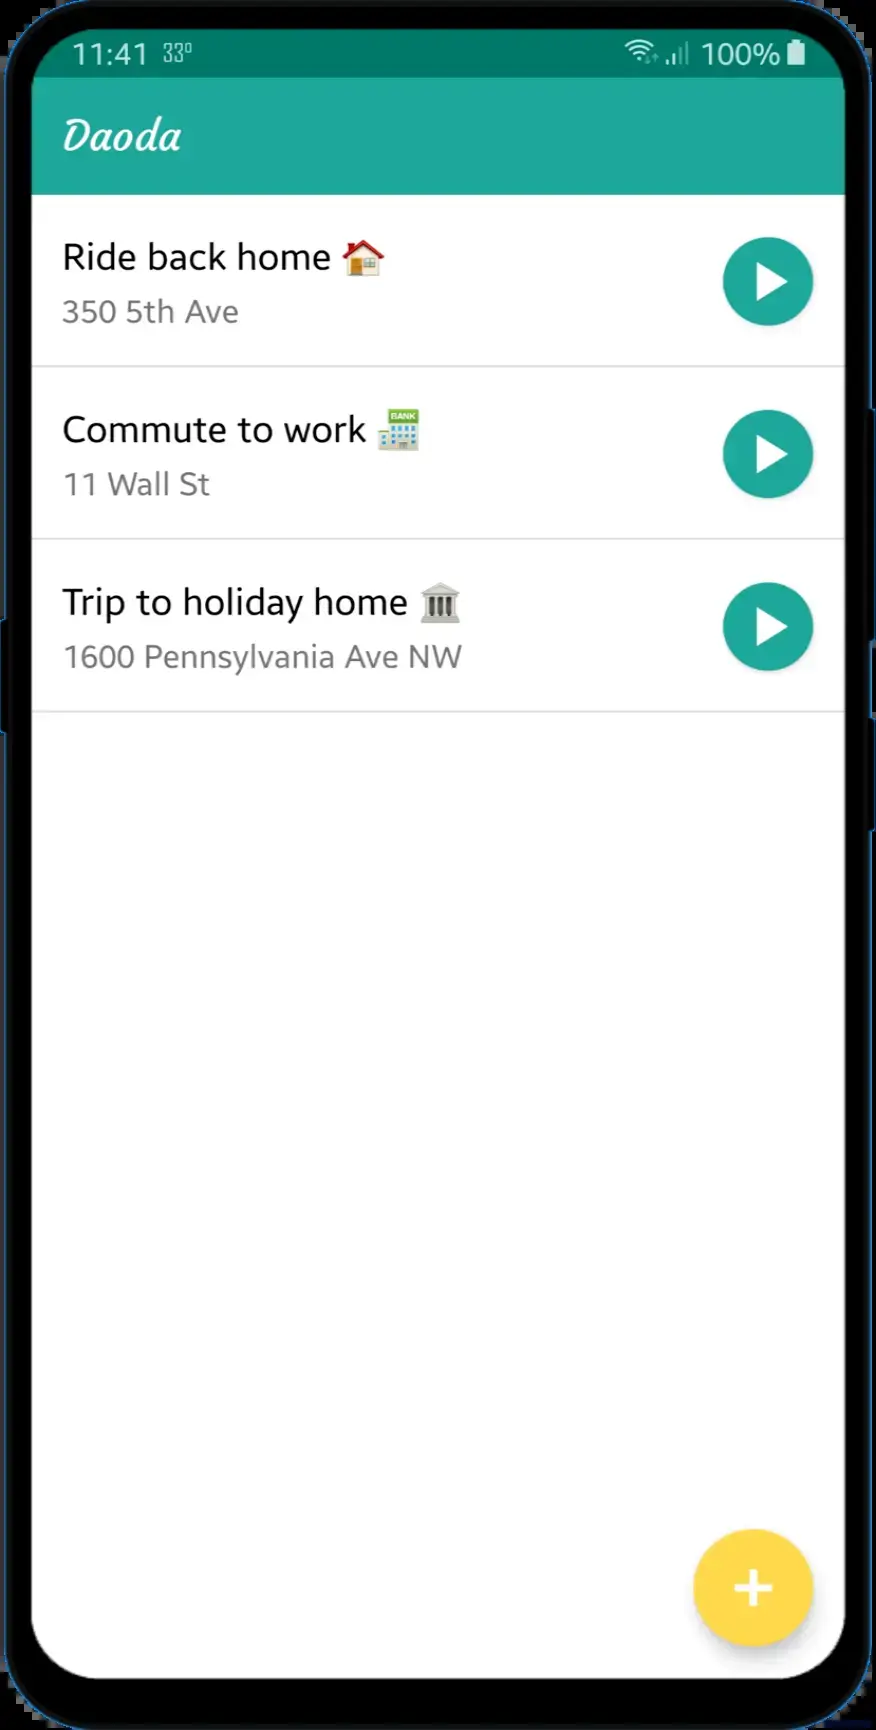 11:41 33° 100%
Daoda
Ride back home
350 5th Ave
Commute to work
BANK
11 Wall St
Trip to holiday home
1600 Pennsylvania Ave NW